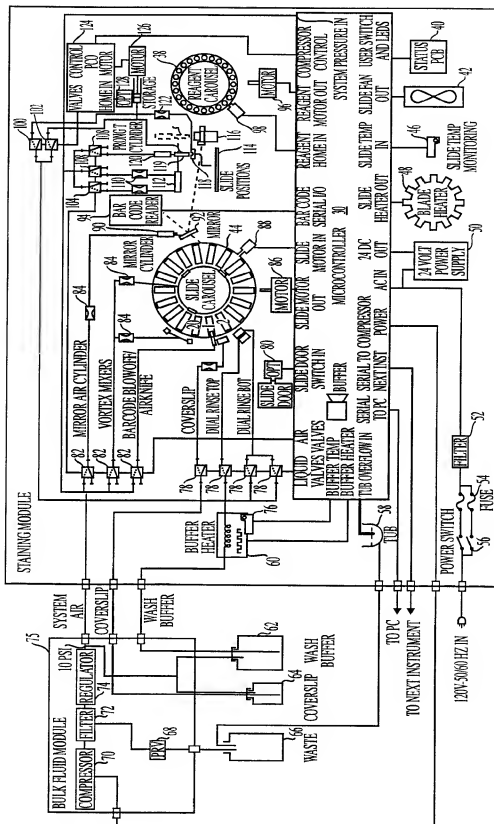 STAINING MODULE
BULK FLUID MODULE
75
COMPRESSOR
70
FILTER
72
REGULATOR
74
10 PSI
PRV
68
66
WASTE
64
COVERSLIP
62
WASH BUFFER
SYSTEM AIR
COVERSLIP
WASH BUFFER
MIRROR AIR CYLINDER
82
VORTEX MIXERS
82
BARCODE BLOWOFF/
AIRKNIFE
82
COVERSLIP
78
DUAL RINSE TOP
78
DUAL RINSE BOT
78
78
84
84
84
MIRROR CYLINDER
SLIDE CAROUSEL
44
MOTOR
86
88
90
92
MIRROR
BAR CODE READER
94
100
102
104
108
109
110
112
PRONGT CYLINDER
120
119
115
116
114
SLIDE POSITIONS
122
STORAGE
OPT
128
MOTOR
126
VALVES CONTROL
PCO
HOME IN MOTOR
124
REAGENT CAROUSEL
38
98
MOTOR
96
BUFFER HEATER
76
60
SLIDE DOOR
OPT
80
LIQUID VALVES
AIR VALVES
SLIDE DOOR SWITCH IN
SLIDE MOTOR OUT
SLIDE MOTOR IN
BAR CODE SERIAL I/O
REAGENT HOME IN
REAGENT MOTOR OUT
COMPRESSOR CONTROL
SYSTEM PRESSURE IN
BUFFER TEMP
BUFFER HEATER
BUFFER
MICROCONTROLLER
30
TUB OVERFLOW IN
SERIAL TO PC
SERIAL TO NEXT INST
COMPRESSOR POWER
AC IN
24 DC OUT
SLIDE HEATER OUT
SLIDE TEMP IN
SLIDE FAN OUT
USER SWITCH AND LEDS
58
TUB
TO PC
TO NEXT INSTRUMENT
120V-50/60 HZ IN
POWER SWITCH
56
FUSE
54
FILTER
52
24 VOLT POWER SUPPLY
50
BLADE HEATER
48
SLIDE TEMP MONITORING
46
42
STATUS PCB
40